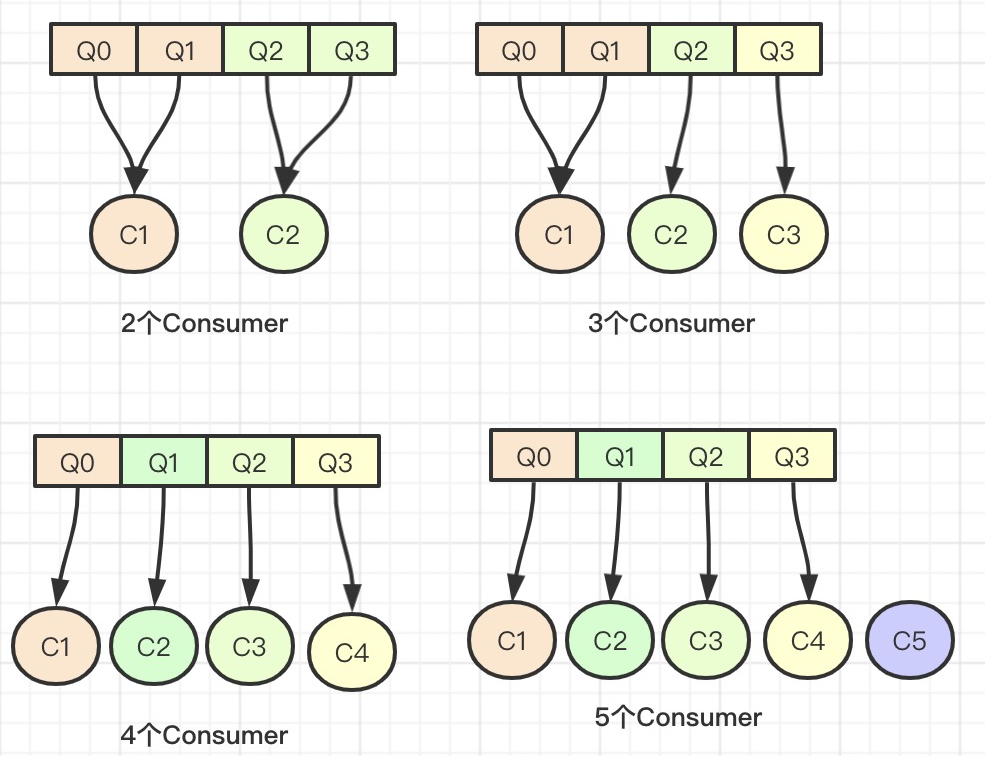 Q0 Q1 Q2 Q3
C1 C2
2个Consumer
Q0 Q1 Q2 Q3
C1 C2 C3
3个Consumer
Q0 Q1 Q2 Q3
C1 C2 C3 C4
4个Consumer
Q0 Q1 Q2 Q3
C1 C2 C3 C4 C5
5个Consumer